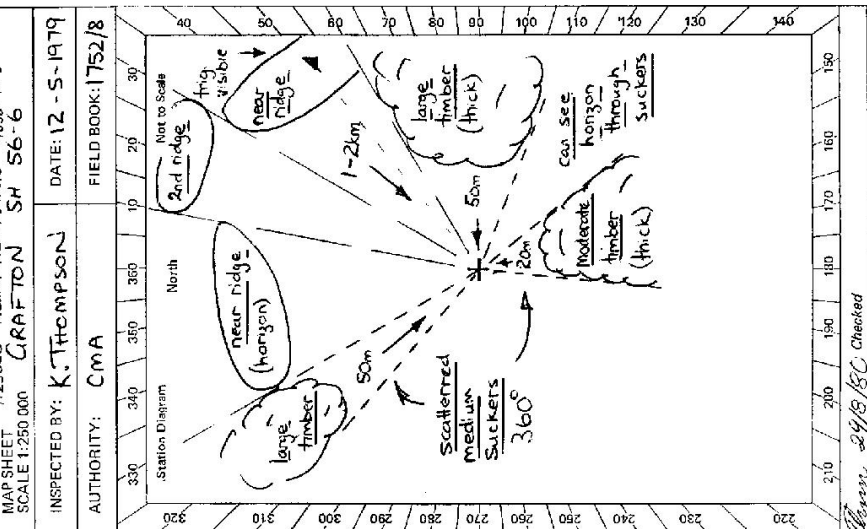 MAP SHEET
SCALE 1:250 000 GRAFTON SH 56-6
INSPECTED BY: K. THOMPSON
DATE: 12-5-1979
AUTHORITY: CMA
FIELD BOOK: 1752/8
Station Diagram
North
Not to Scale
330
340
350
360
10
20
30
320
310
300
290
280
270
260
250
240
230
220
40
50
60
70
80
90
100
110
120
130
140
210
200
190
180
170
160
150
2nd ridge
trig.
visible
near
ridge
near ridge
(horizon)
large
timber
50m
1-2km
large
timber
(thick)
50m
20m
scattered
medium
suckers
360°
moderate
timber
(thick)
can see
horizon
through
suckers
29/8/80 Checked